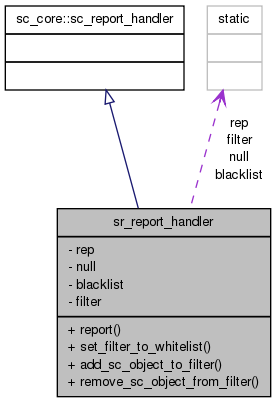 sc_core::sc_report_handler
static
rep
filter
null
blacklist
sr_report_handler
- rep
- null
- blacklist
- filter
+ report()
+ set_filter_to_whitelist()
+ add_sc_object_to_filter()
+ remove_sc_object_from_filter()